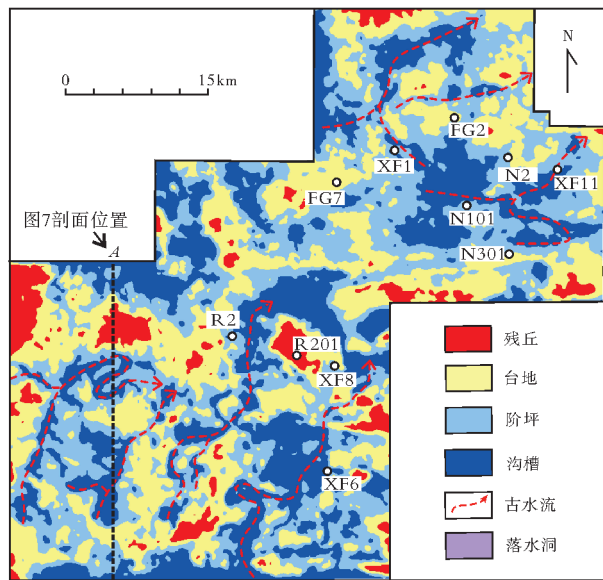 0 15km
N
FG2
XF1
N2
XF11
FG7
N101
图7剖面位置
A
N301
R2
R201
XF8
XF6
残丘
台地
阶坪
沟槽
古水流
落水洞